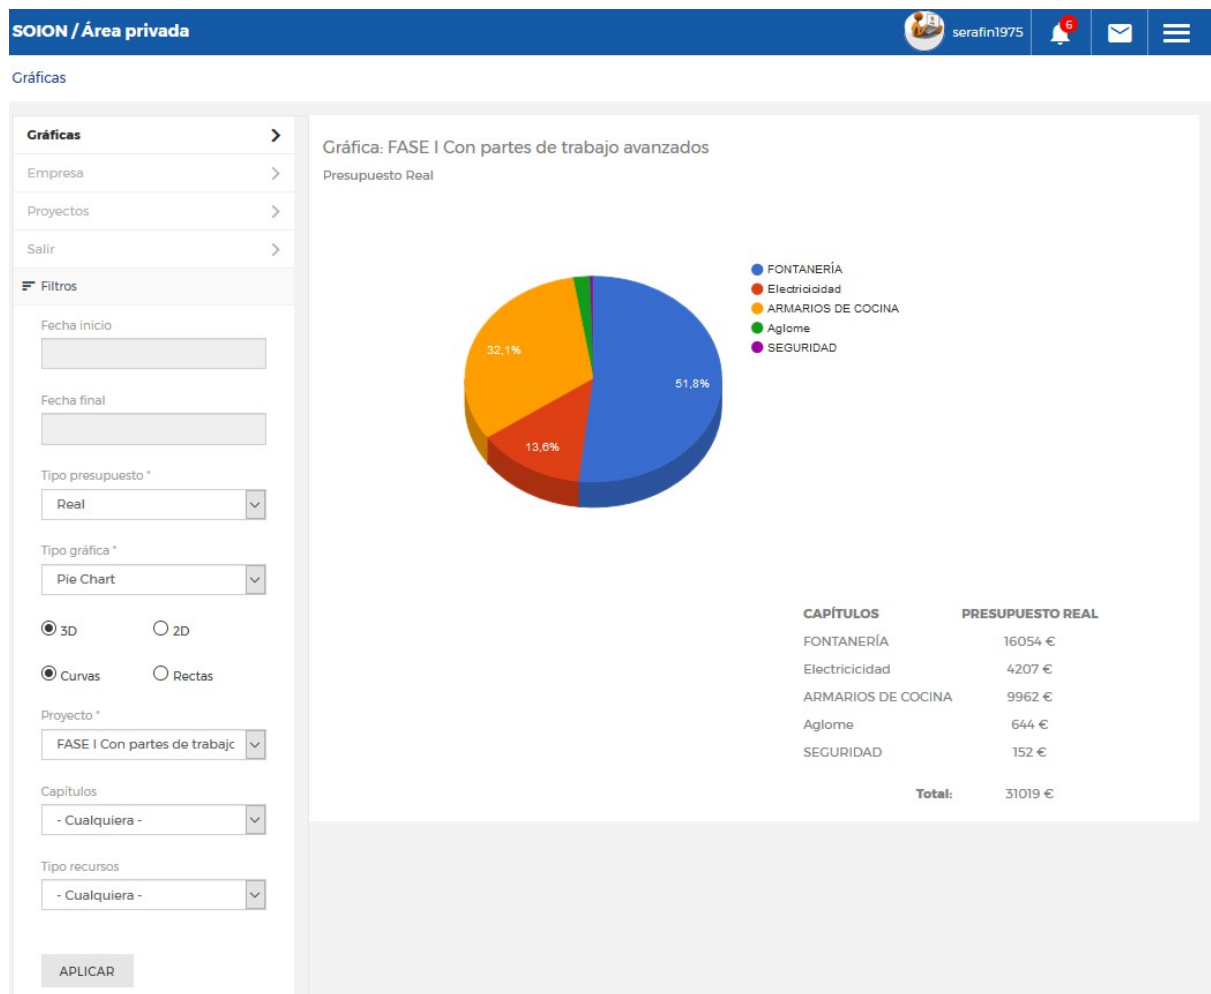 SOION / Área privada
serafin1975
6
Gráficas
Gráficas
Empresa
Proyectos
Salir
Filtros
Fecha inicio
Fecha final
Tipo presupuesto *
Real
Tipo gráfica *
Pie Chart
3D 2D
Curvas Rectas
Proyecto *
FASE I Con partes de trabajo
Capítulos
- Cualquiera -
Tipo recursos
- Cualquiera -
APLICAR
Gráfica: FASE I Con partes de trabajo avanzados
Presupuesto Real
32,1%
51,8%
13,6%
FONTANERÍA
Electricicidad
ARMARIOS DE COCINA
Aglome
SEGURIDAD
CAPÍTULOS PRESUPUESTO REAL
FONTANERÍA 16054 €
Electricicidad 4207 €
ARMARIOS DE COCINA 9962 €
Aglome 644 €
SEGURIDAD 152 €
Total: 31019 €